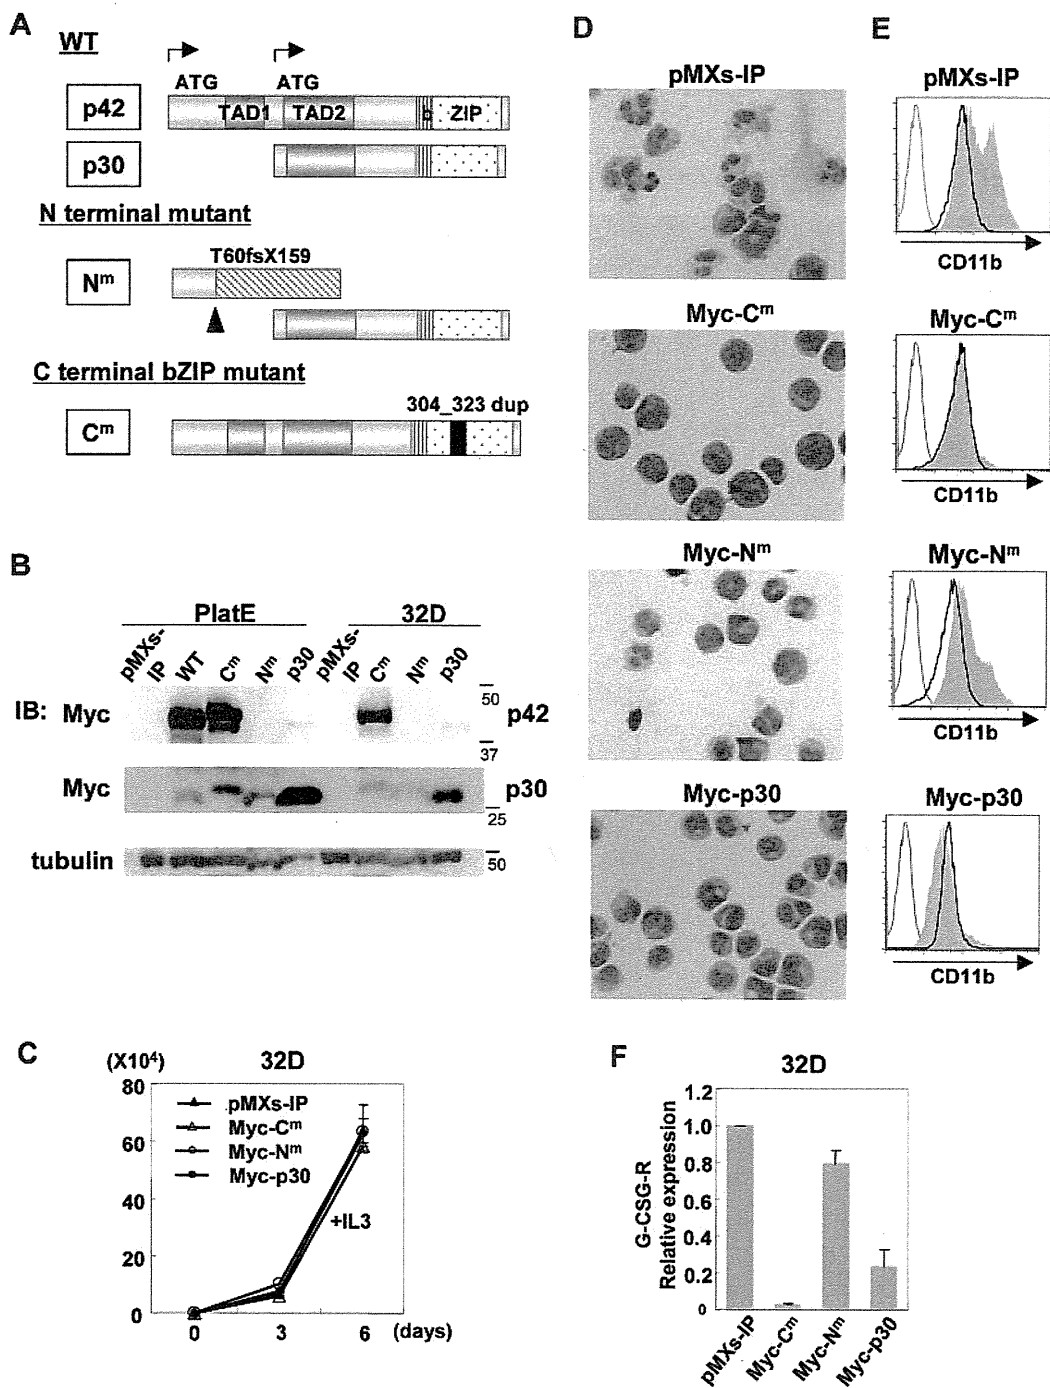 A
WT
ATG ATG
p42
TAD1 TAD2 b ZIP
p30
N terminal mutant
T60fsX159
Nᵐ
C terminal bZIP mutant
304_323 dup
Cᵐ
B
PlatE 32D
pMXs-IP WT Cᵐ Nᵐ p30 pMXs-IP Cᵐ Nᵐ p30
IB: Myc 50 p42
37
Myc p30
25
tubulin 50
C
(X10⁴) 32D
80
60
40
20
0
pMXs-IP
Myc-Cᵐ
Myc-Nᵐ
Myc-p30
+IL3
0 3 6 (days)
D
pMXs-IP
Myc-Cᵐ
Myc-Nᵐ
Myc-p30
E
pMXs-IP
CD11b
Myc-Cᵐ
CD11b
Myc-Nᵐ
CD11b
Myc-p30
CD11b
F
32D
G-CSG-R
Relative expression
1.2
1.0
0.8
0.6
0.4
0.2
0
pMXs-IP Myc-Cᵐ Myc-Nᵐ Myc-p30